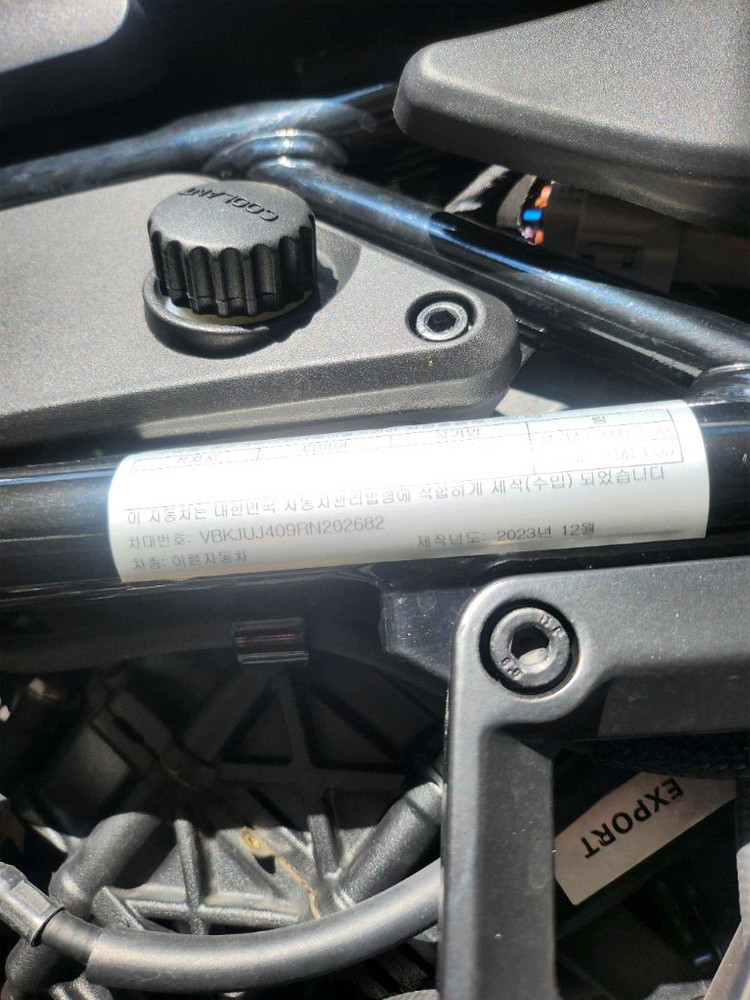 COOLANT
림
이 자동차는 대한민국 자동차관리법령에 적합하게 제작(수입) 되었습니다
차대번호: VBKJUJ409RN202682
제작년도: 2023년 12월
차종: 이륜자동차
EXPORT